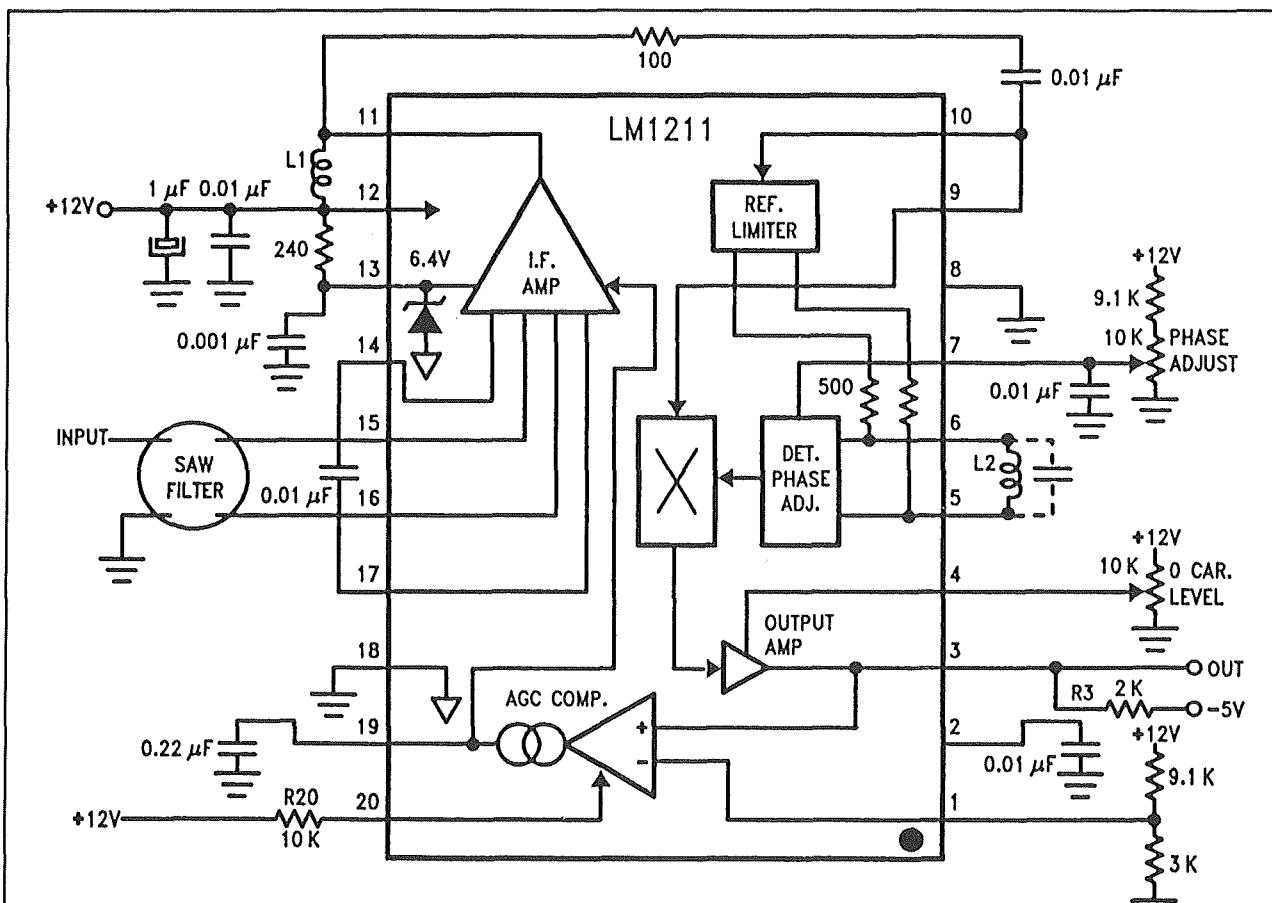 100
0.01 µF
LM1211
11
10
L1
1 µF
0.01 µF
12
+12V
REF.
LIMITER
9
240
13
6.4V
I.F.
AMP
8
+12V
9.1 K
0.001 µF
14
10 K
PHASE
ADJUST
7
500
0.01 µF
INPUT
15
6
SAW
FILTER
L2
DET.
PHASE
ADJ.
0.01 µF
16
5
+12V
17
4
10 K
0 CAR.
LEVEL
OUTPUT
AMP
18
3
OUT
R3
2 K
-5V
AGC COMP.
+
-
19
2
+12V
0.22 µF
0.01 µF
9.1 K
R20
20
1
+12V
10 K
3 K